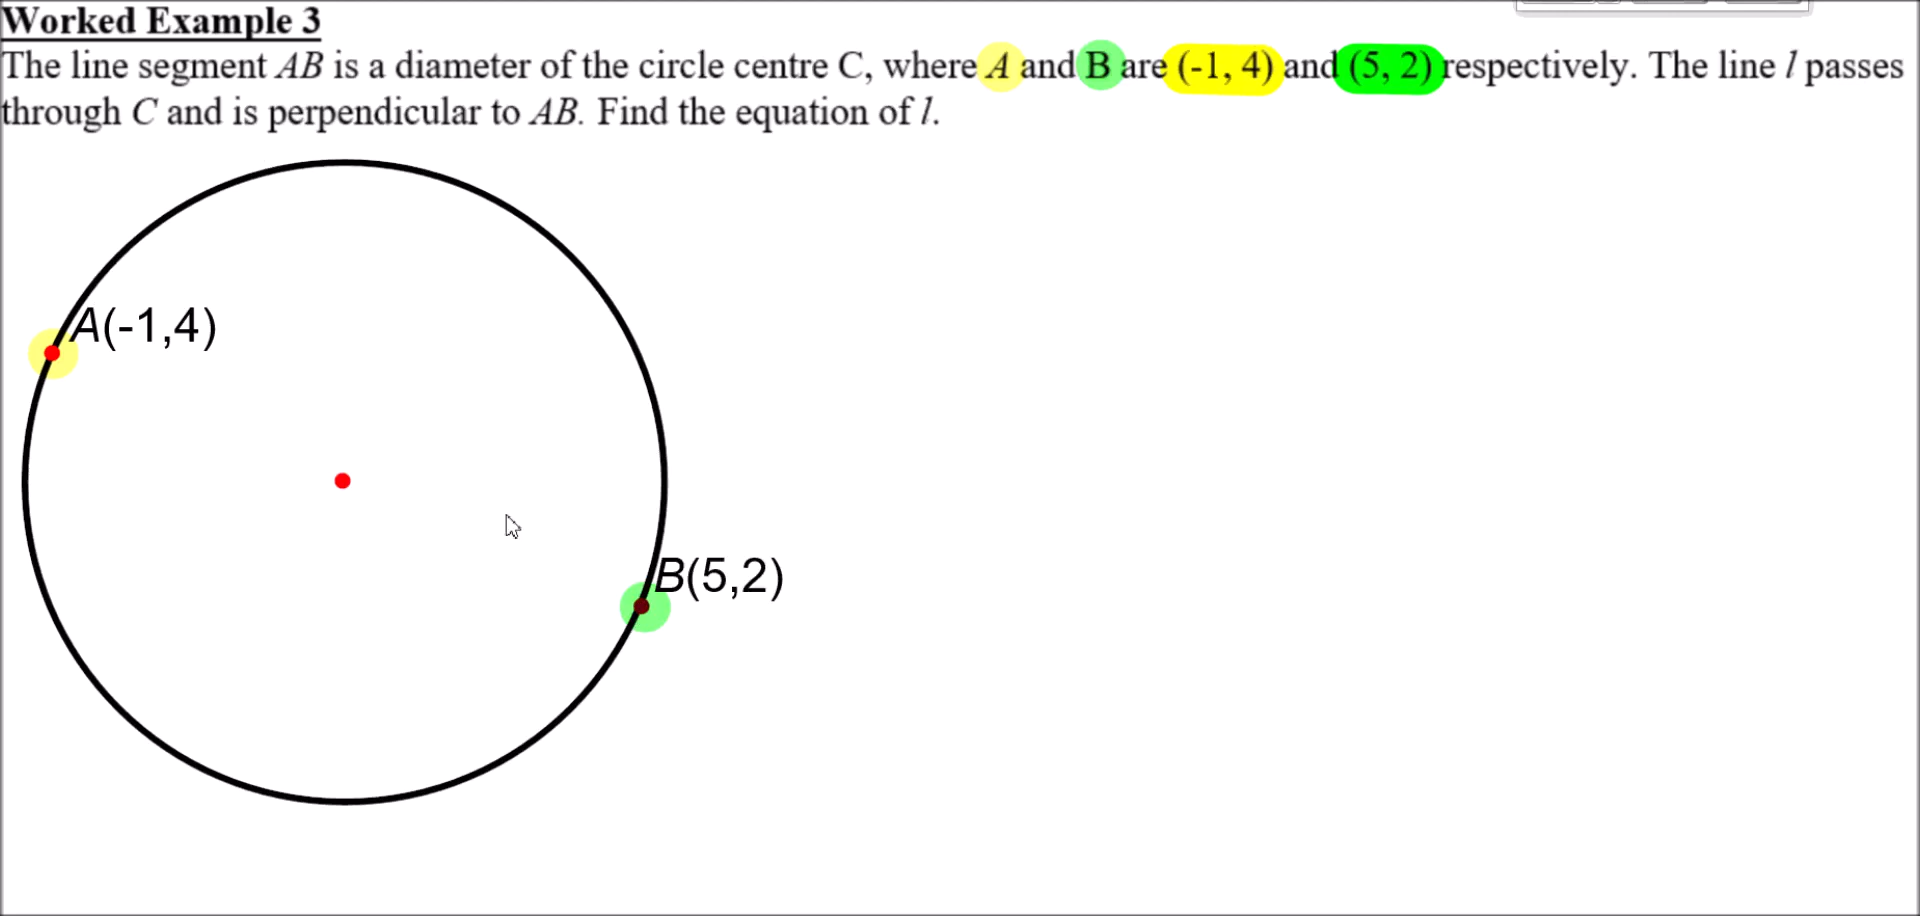 Worked Example 3
The line segment AB is a diameter of the circle centre C, where A and B are (-1, 4) and (5, 2) respectively. The line l passes
through C and is perpendicular to AB. Find the equation of l.
A(-1,4)
B(5,2)